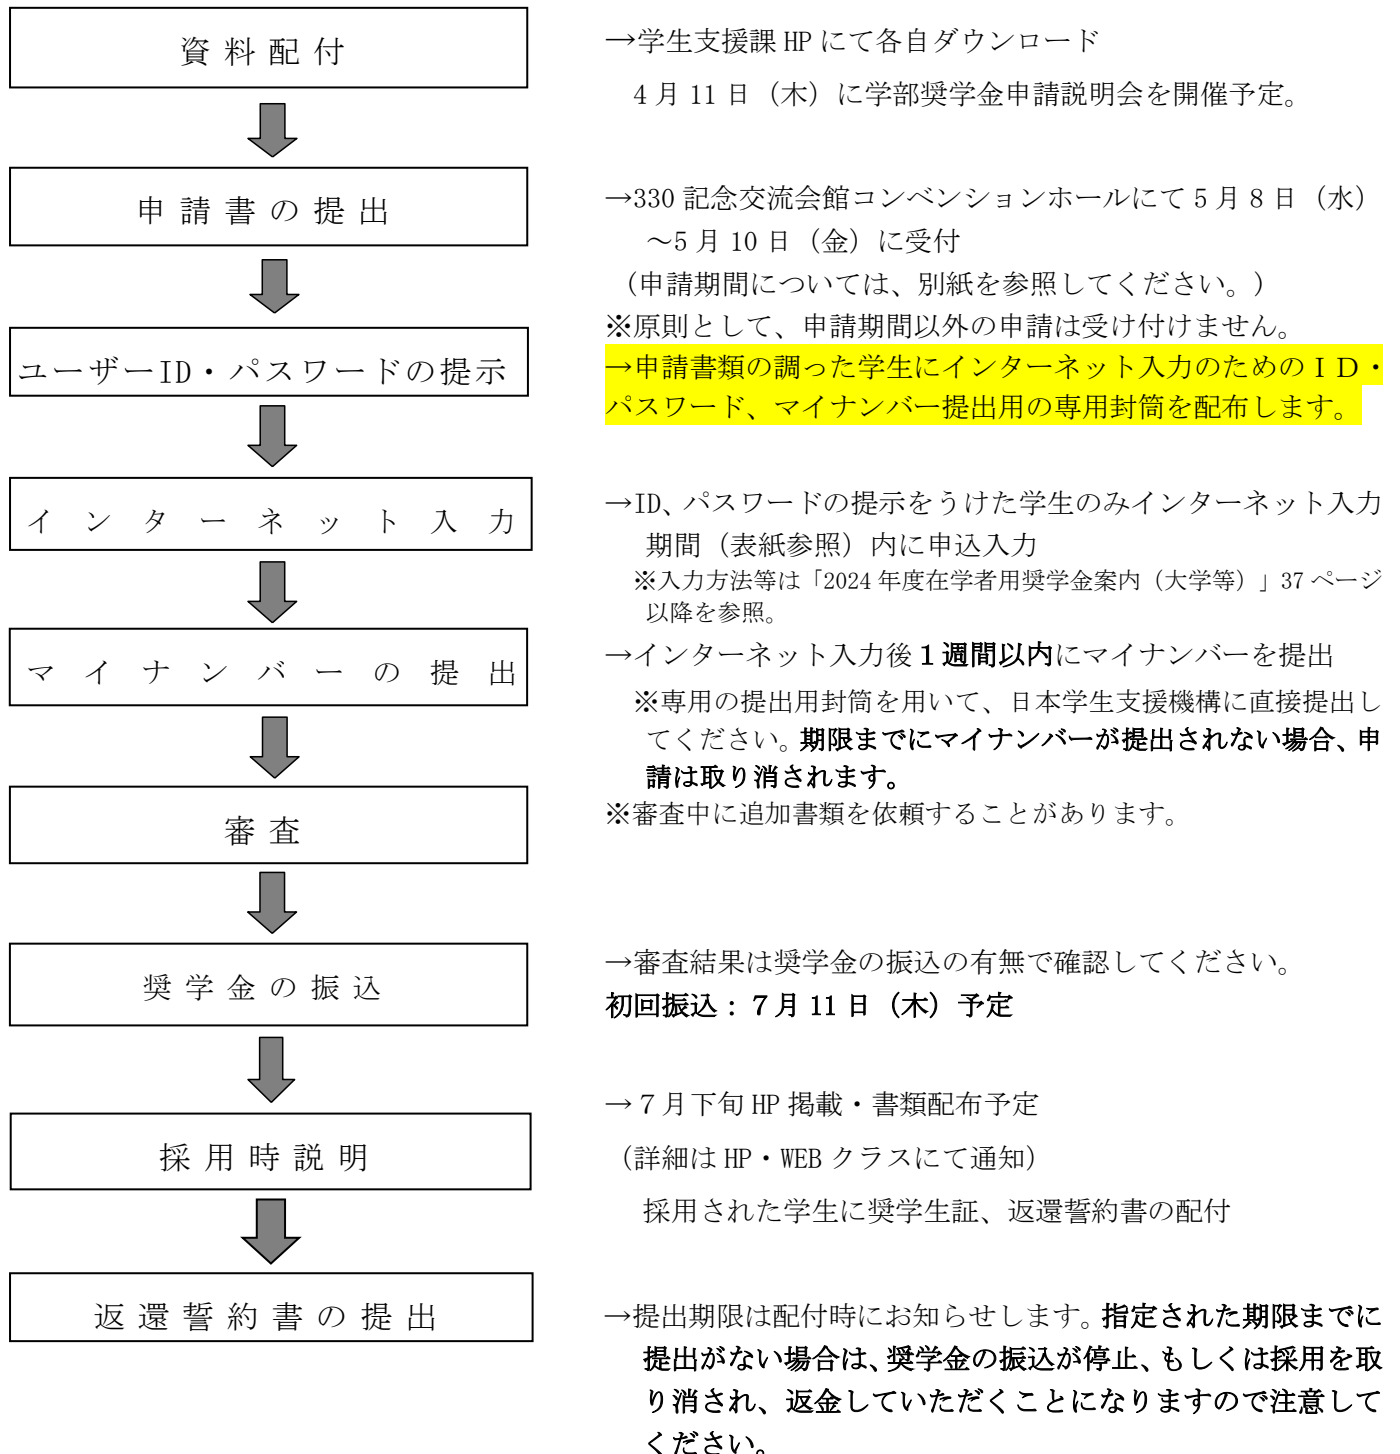 資料配付
→学生支援課 HP にて各自ダウンロード
4 月 11 日（木）に学部奨学金申請説明会を開催予定。
申請書の提出
→330 記念交流会館コンベンションホールにて 5 月 8 日（水）
～5 月 10 日（金）に受付
（申請期間については、別紙を参照してください。）
※原則として、申請期間以外の申請は受け付けません。
ユーザーID・パスワードの提示
→申請書類の調った学生にインターネット入力のためのＩＤ・
パスワード、マイナンバー提出用の専用封筒を配布します。
インターネット入力
→ID、パスワードの提示をうけた学生のみインターネット入力
期間（表紙参照）内に申込入力
※入力方法等は「2024 年度在学者用奨学金案内（大学等）」37 ページ
以降を参照。
マイナンバーの提出
→インターネット入力後１週間以内にマイナンバーを提出
※専用の提出用封筒を用いて、日本学生支援機構に直接提出し
てください。期限までにマイナンバーが提出されない場合、申
請は取り消されます。
※審査中に追加書類を依頼することがあります。
審査
奨学金の振込
→審査結果は奨学金の振込の有無で確認してください。
初回振込：７月 11 日（木）予定
採用時説明
→７月下旬 HP 掲載・書類配布予定
（詳細は HP・WEB クラスにて通知）
採用された学生に奨学生証、返還誓約書の配付
返還誓約書の提出
→提出期限は配付時にお知らせします。指定された期限までに
提出がない場合は、奨学金の振込が停止、もしくは採用を取
り消され、返金していただくことになりますので注意して
ください。